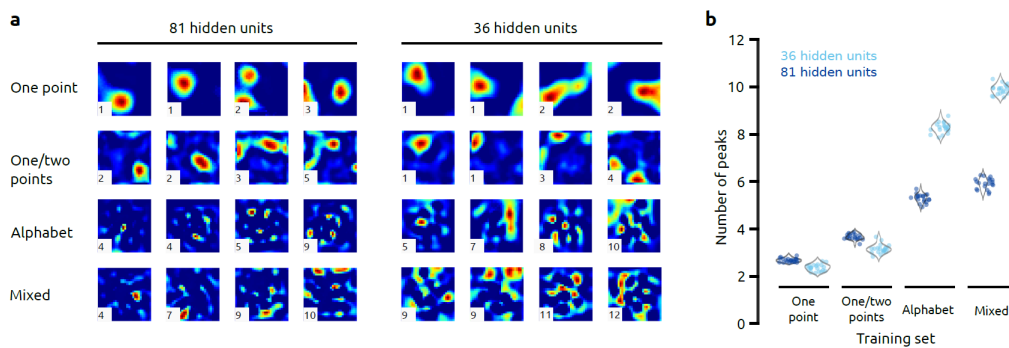 a
81 hidden units
36 hidden units
One point
1 1 2 3 1 1 2 2
One/two
points
2 2 3 5 1 1 3 4
Alphabet
4 4 5 9 5 7 8 10
Mixed
4 7 9 10 9 9 11 12
b
Number of peaks
12
10
8
6
4
2
0
36 hidden units
81 hidden units
One
point
One/two
points
Alphabet
Mixed
Training set